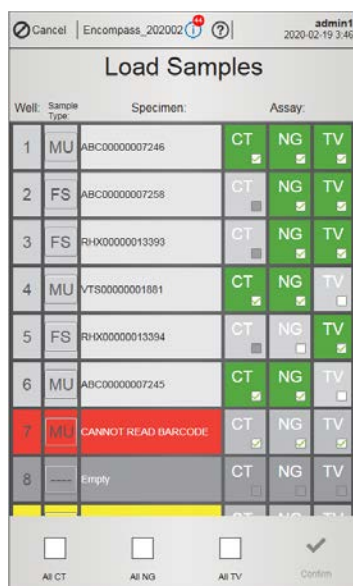 Cancel Encompass_202002 44 i ? admin1
2020-02-19 3:46
Load Samples
Well: Sample Type: Specimen: Assay:
1 MU ABC00000007246 CT NG TV
2 FS ABC00000007258 CT NG TV
3 FS RHX00000013393 CT NG TV
4 MU VTS00000001881 CT NG TV
5 FS RHX00000013394 CT NG TV
6 MU ABC00000007245 CT NG TV
7 MU CANNOT READ BARCODE CT NG TV
8 ---- Empty CT NG TV
All CT All NG All TV Confirm